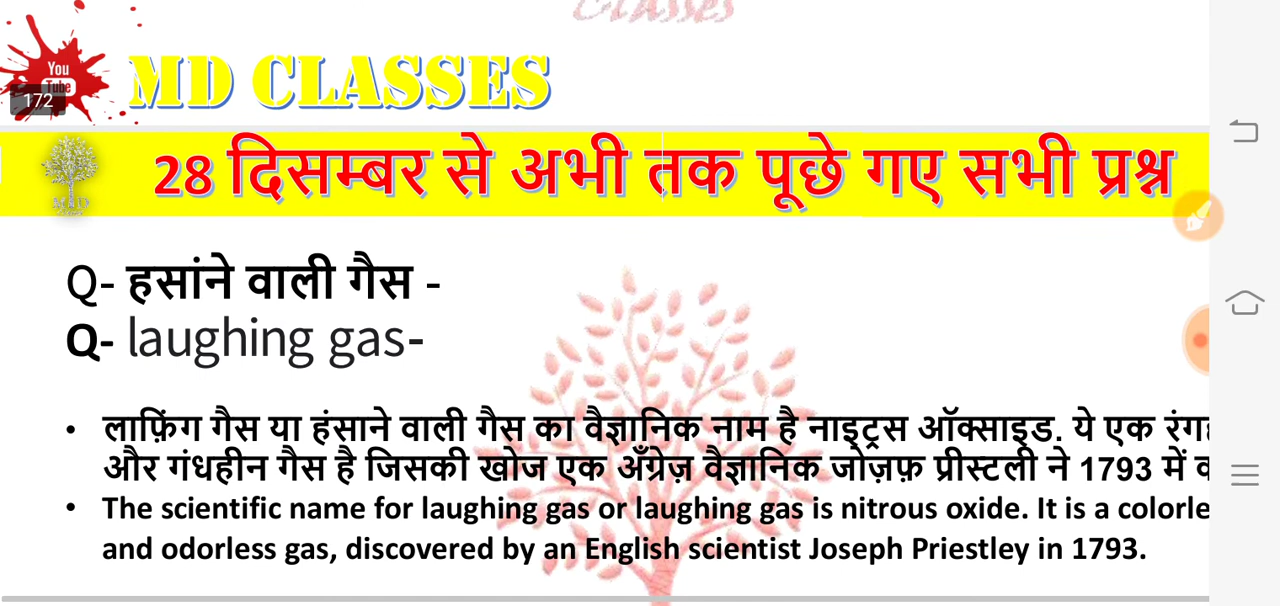 Classes
You
Tube
172
MD CLASSES
MD
28 दिसम्बर से अभी तक पूछे गए सभी प्रश्न
Q- हसांने वाली गैस -
Q- laughing gas-
• लाफ़िंग गैस या हंसाने वाली गैस का वैज्ञानिक नाम है नाइट्रस ऑक्साइड. ये एक
और गंधहीन गैस है जिसकी खोज एक अँग्रेज़ वैज्ञानिक जोज़फ़ प्रीस्टली ने 1793 में
• The scientific name for laughing gas or laughing gas is nitrous oxide. It is a colorle
and odorless gas, discovered by an English scientist Joseph Priestley in 1793.